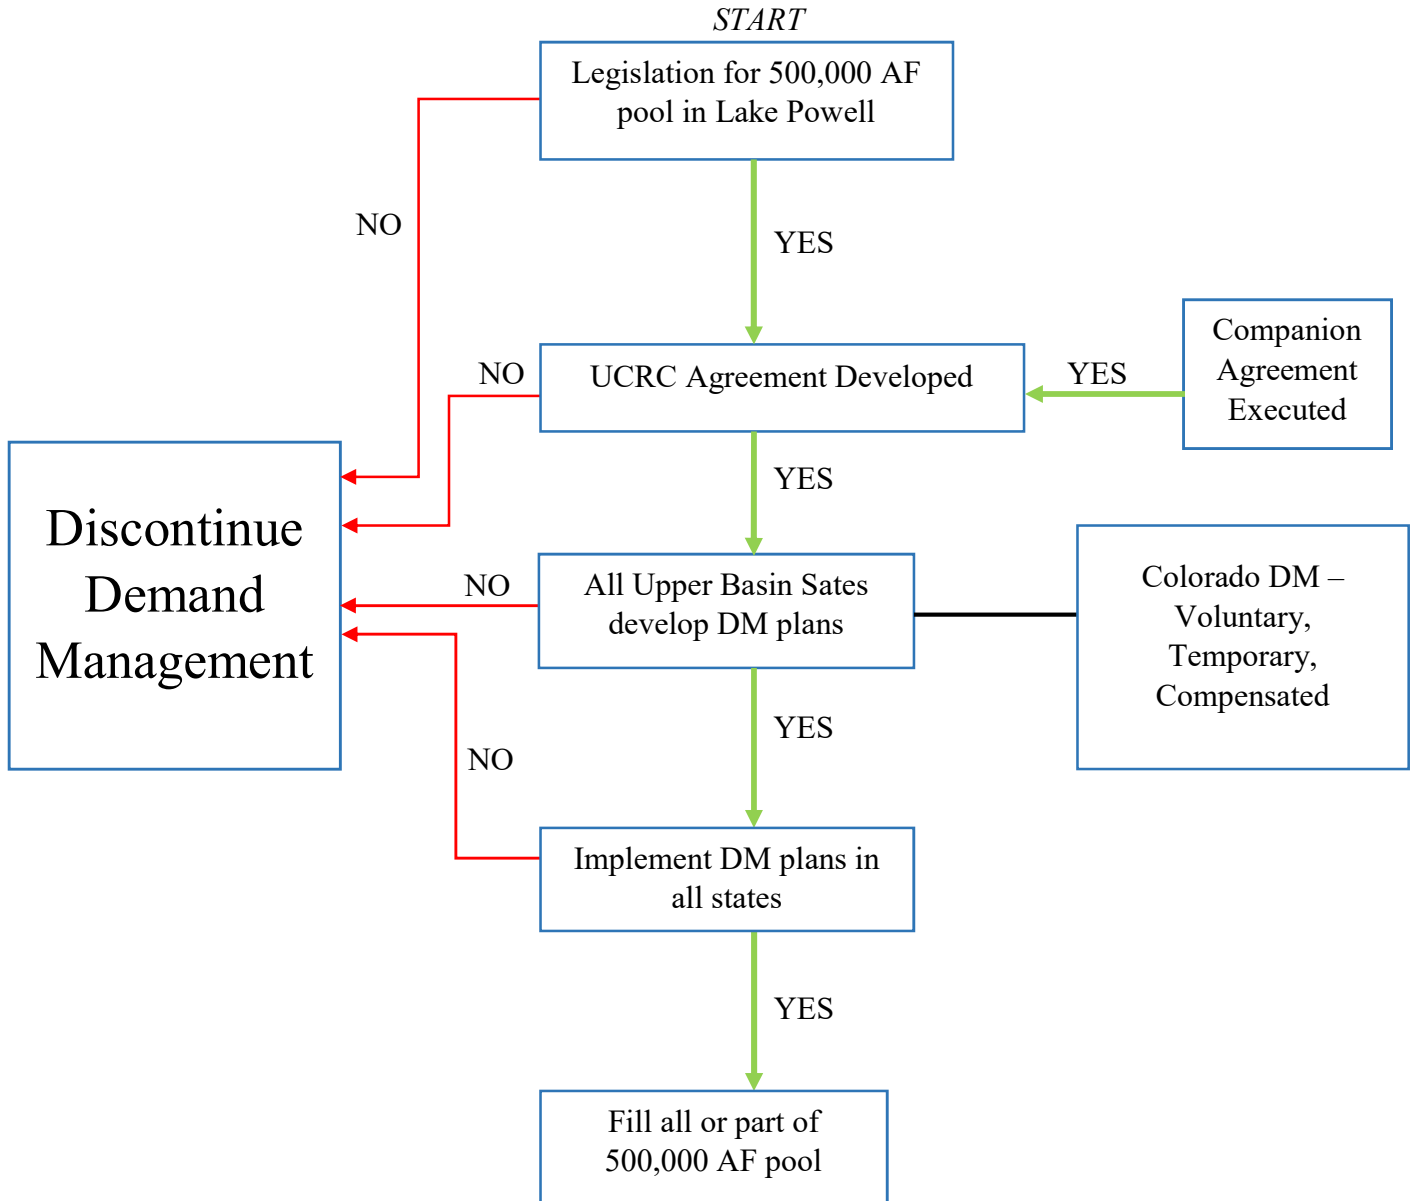 START
Legislation for 500,000 AF
pool in Lake Powell
NO
YES
Companion
Agreement
Executed
UCRC Agreement Developed
NO
YES
YES
Discontinue
Demand
Management
All Upper Basin Sates
develop DM plans
NO
Colorado DM –
Voluntary,
Temporary,
Compensated
YES
NO
Implement DM plans in
all states
YES
Fill all or part of
500,000 AF pool